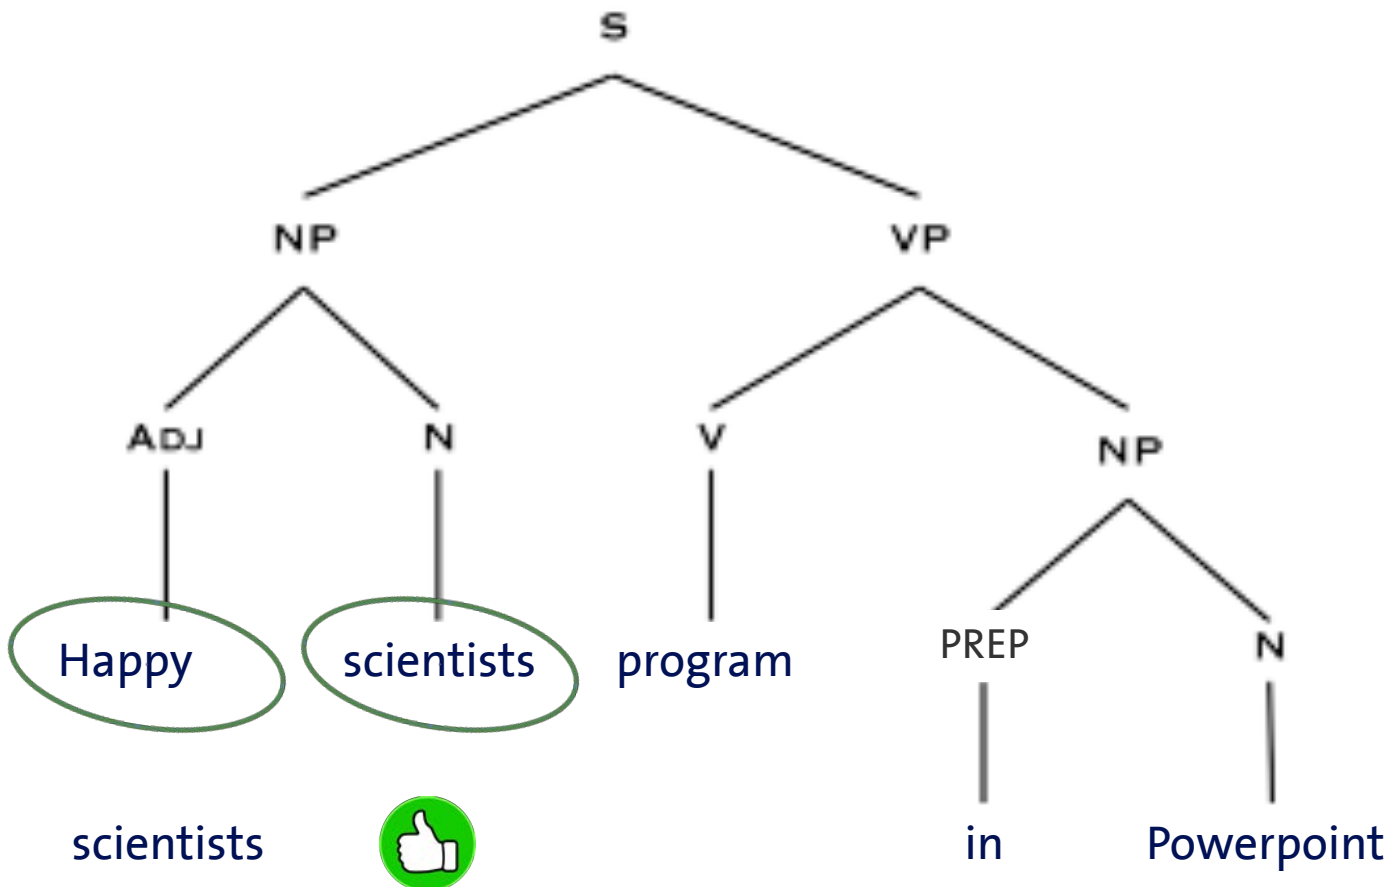 S
NP VP
ADJ N V NP
Happy scientists program PREP N
scientists in Powerpoint